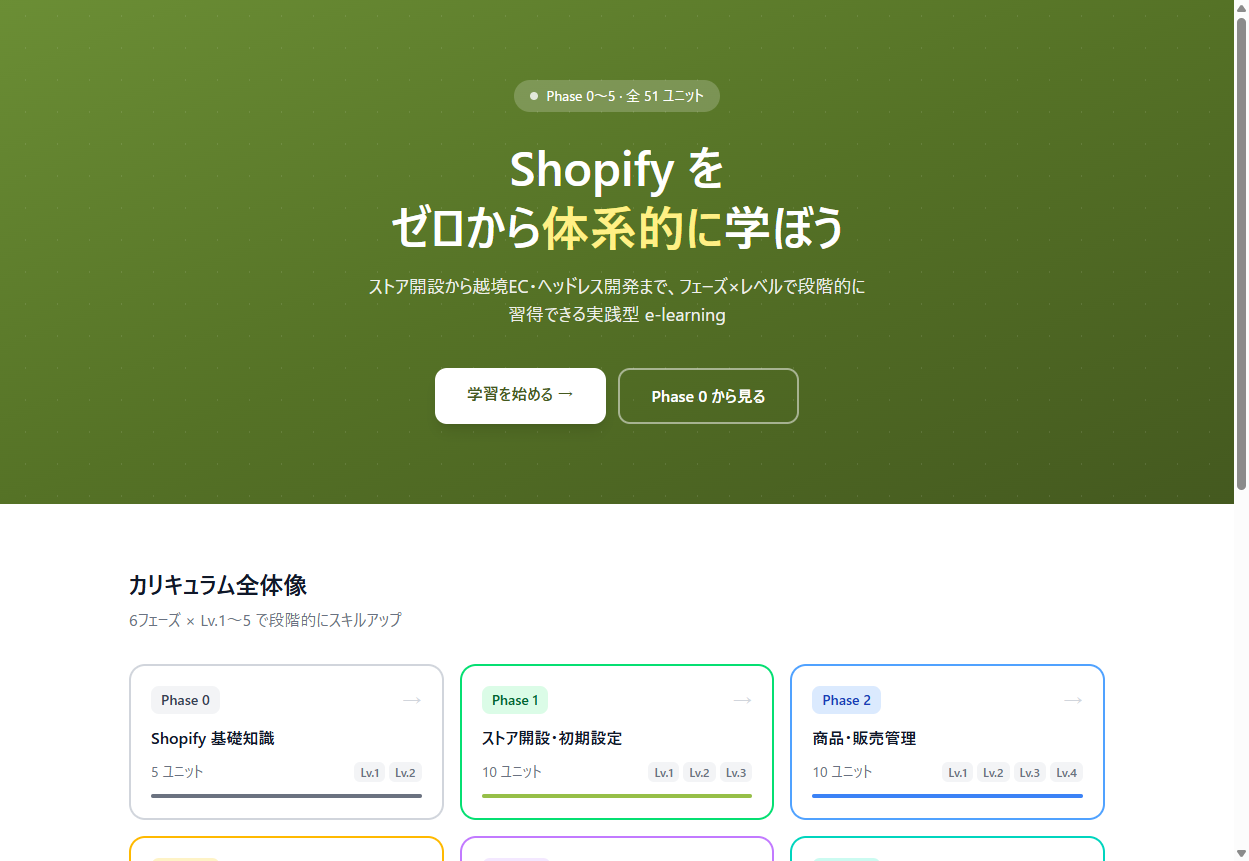 Phase 0〜5 · 全 51 ユニット
Shopify を
ゼロから体系的に学ぼう
ストア開設から越境EC・ヘッドレス開発まで、フェーズ×レベルで段階的に
習得できる実践型 e-learning
学習を始める →
Phase 0 から見る
カリキュラム全体像
6フェーズ × Lv.1〜5 で段階的にスキルアップ
Phase 0 →
Shopify 基礎知識
5 ユニット Lv.1 Lv.2
Phase 1 →
ストア開設・初期設定
10 ユニット Lv.1 Lv.2 Lv.3
Phase 2 →
商品・販売管理
10 ユニット Lv.1 Lv.2 Lv.3 Lv.4